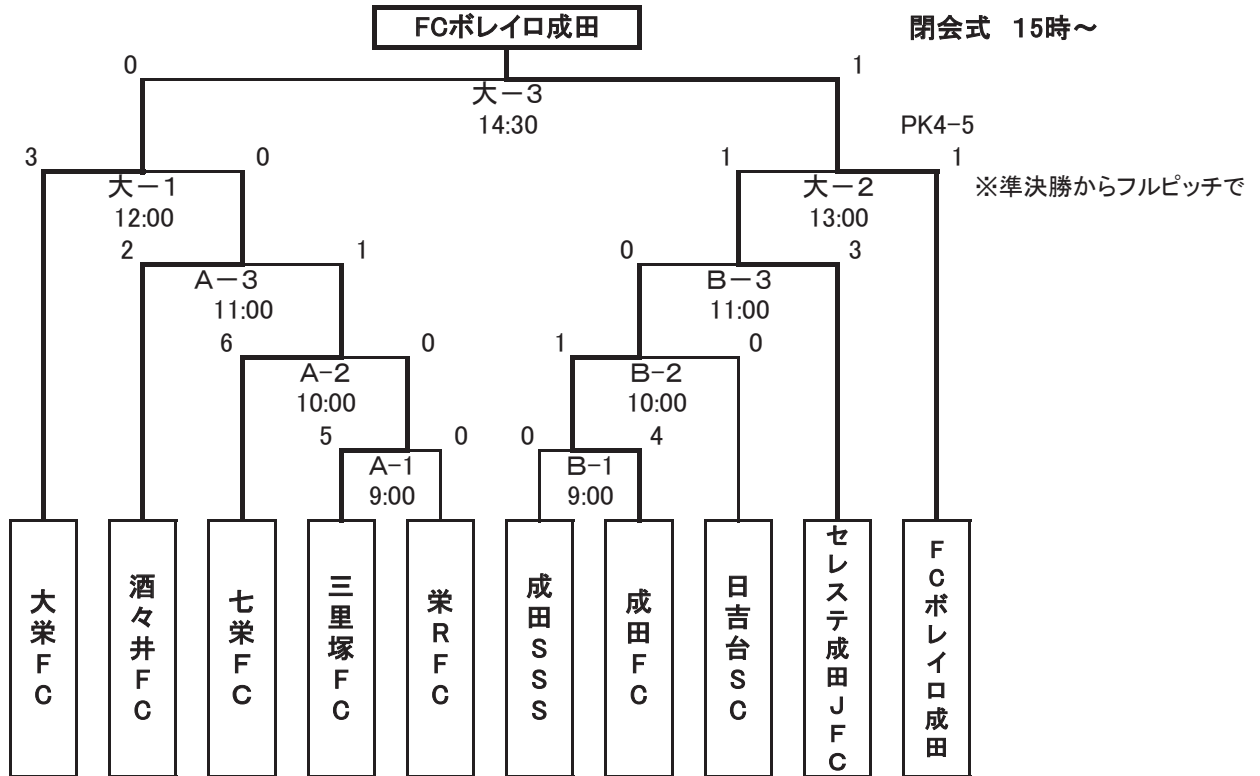 FCボレイロ成田
閉会式 15時～
0
1
大－3
14:30
PK4-5
3
0
1
1
大－1
大－2
※準決勝からフルピッチで
12:00
13:00
2
1
0
3
A－3
B－3
11:00
11:00
6
0
1
0
A-2
B-2
10:00
10:00
5
0
0
4
A-1
B-1
9:00
9:00
大栄FC
酒々井FC
七栄FC
三里塚FC
栄RFC
成田SSS
成田FC
日吉台SC
セレステ成田JFC
FCボレイロ成田